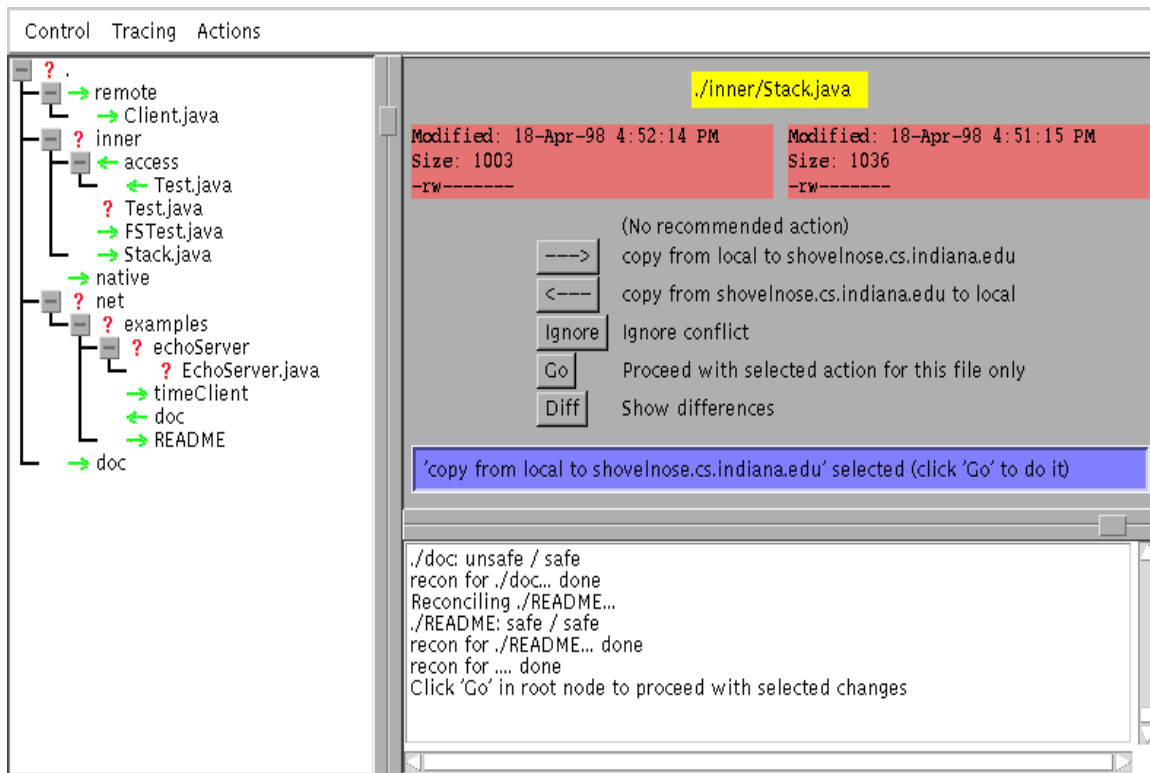 Control Tracing Actions
? .
remote
Client.java
? inner
access
Test.java
? Test.java
FSTest.java
Stack.java
native
? net
? examples
? echoServer
? EchoServer.java
timeClient
doc
README
doc
./inner/Stack.java
Modified: 18-Apr-98 4:52:14 PM
Size: 1003
-rw-------
Modified: 18-Apr-98 4:51:15 PM
Size: 1036
-rw-------
(No recommended action)
---> copy from local to shovelnose.cs.indiana.edu
<--- copy from shovelnose.cs.indiana.edu to local
Ignore Ignore conflict
Go Proceed with selected action for this file only
Diff Show differences
'copy from local to shovelnose.cs.indiana.edu' selected (click 'Go' to do it)
./doc: unsafe / safe
recon for ./doc... done
Reconciling ./README...
./README: safe / safe
recon for ./README... done
recon for .... done
Click 'Go' in root node to proceed with selected changes